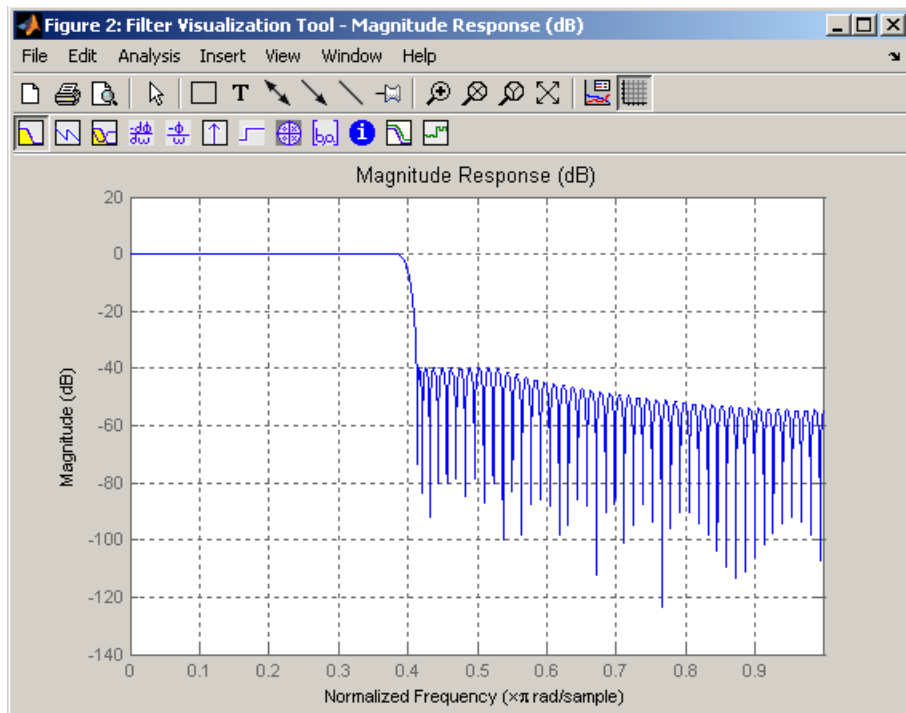 Figure 2: Filter Visualization Tool - Magnitude Response (dB)
File Edit Analysis Insert View Window Help
T
Magnitude Response (dB)
20
0
-20
-40
-60
-80
-100
-120
-140
Magnitude (dB)
0 0.1 0.2 0.3 0.4 0.5 0.6 0.7 0.8 0.9
Normalized Frequency (×π rad/sample)